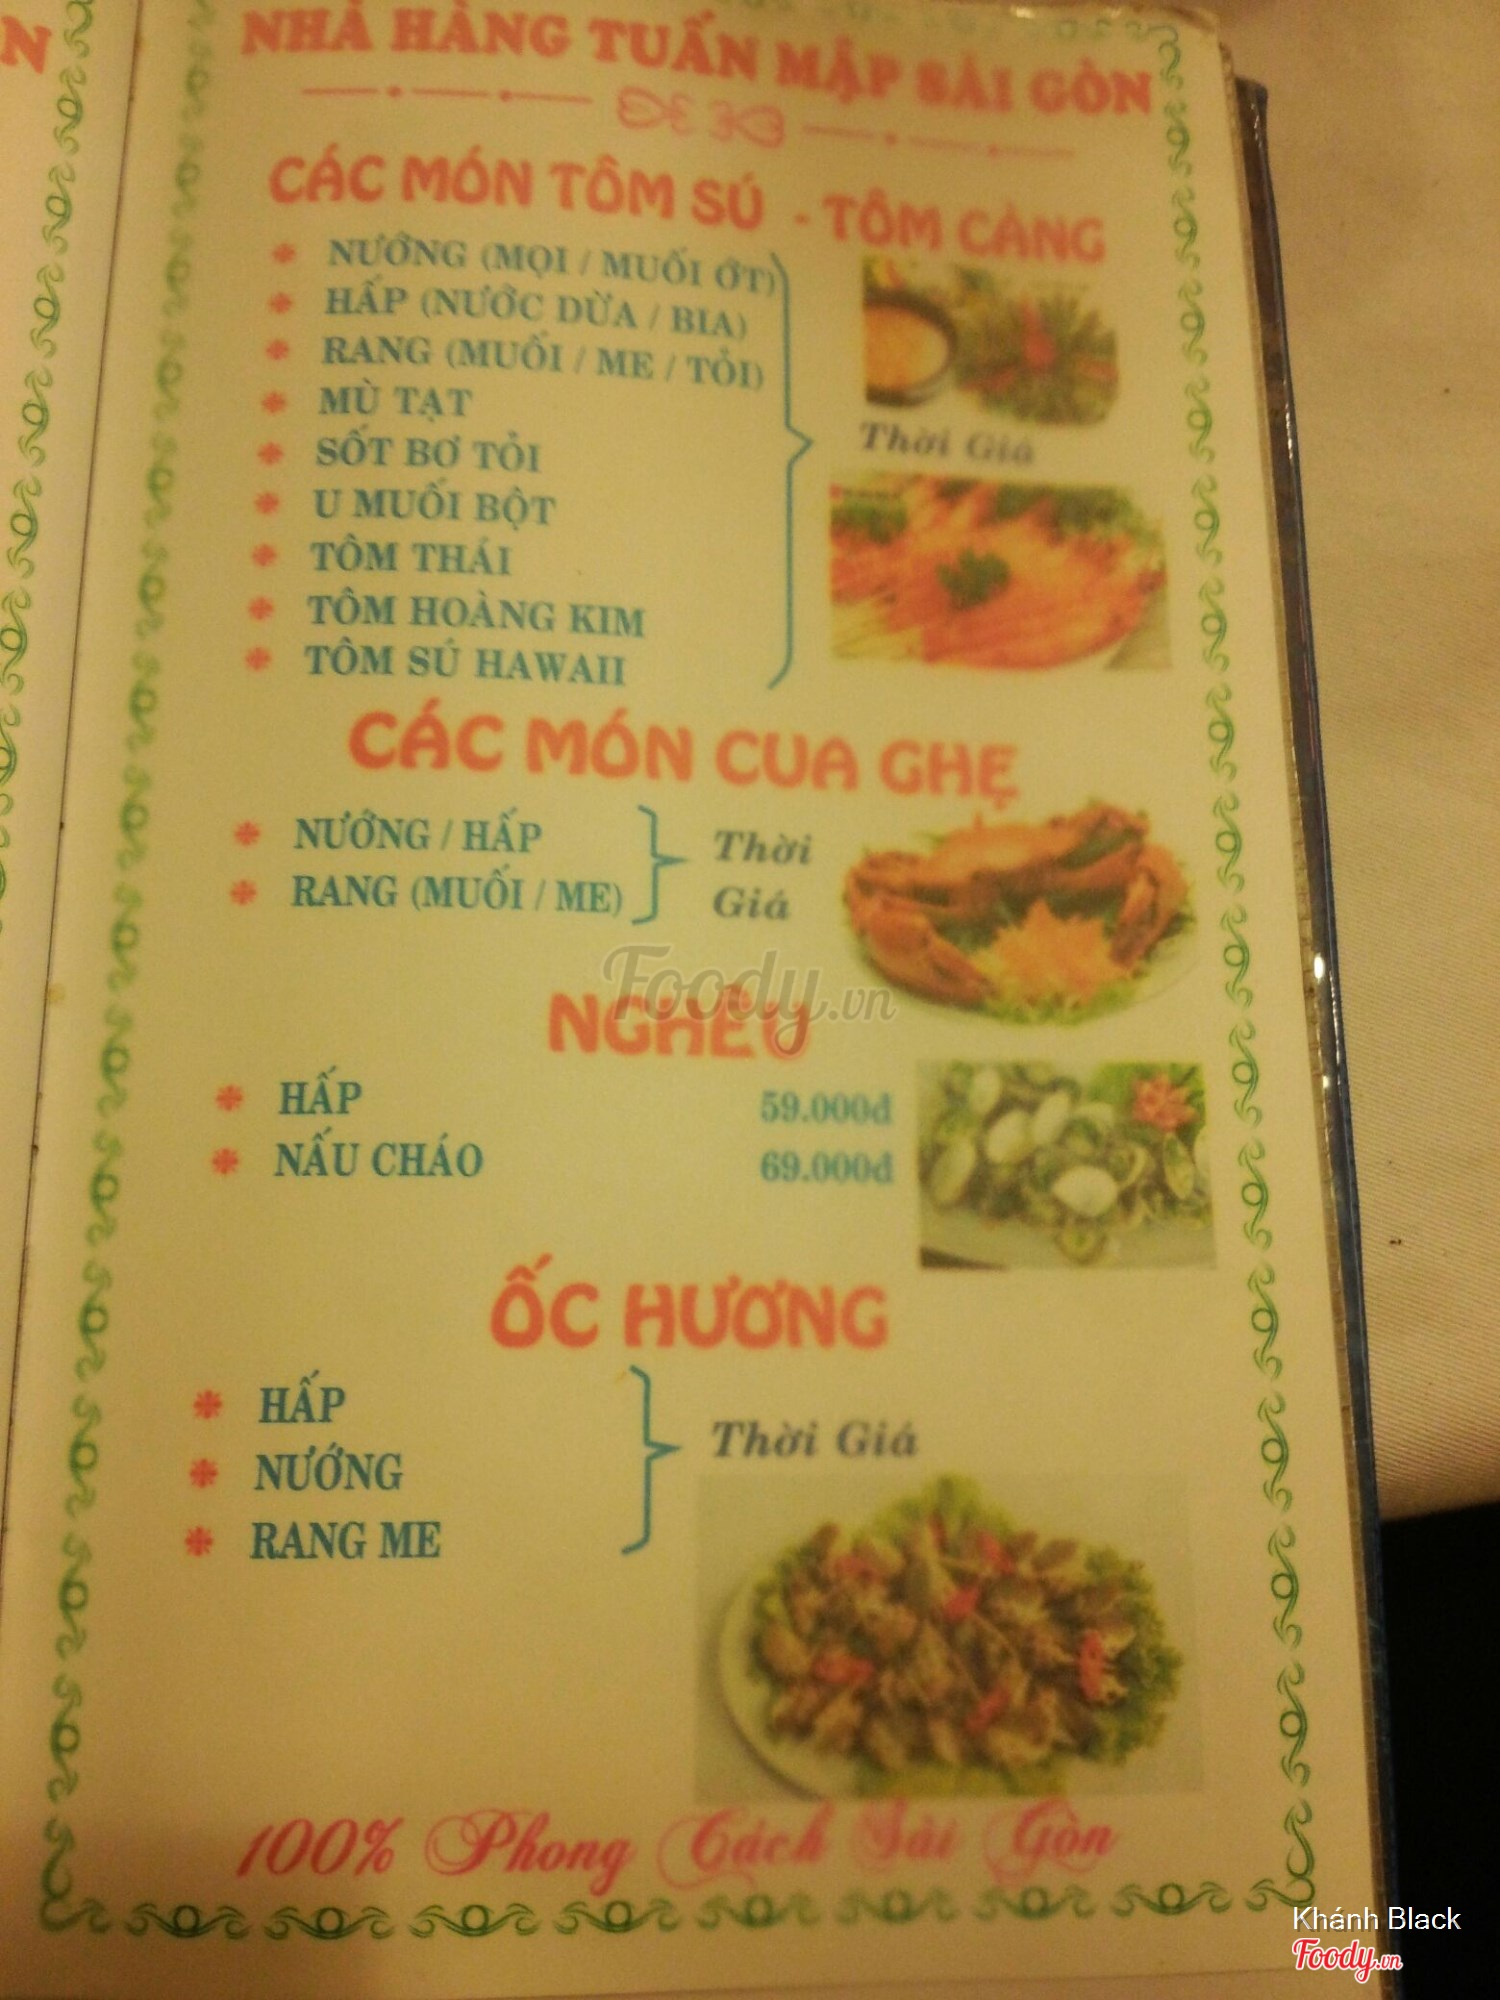 N
NHÀ HÀNG TUẤN MẬP SÀI GÒN
CÁC MÓN TÔM SÚ - TÔM CÀNG
NƯỚNG (MỌI / MUỐI ỚT)
HẤP (NƯỚC DỪA / BIA)
RANG (MUỐI / ME / TỎI)
MÙ TẠT
SỐT BƠ TỎI
U MUỐI BỘT
TÔM THÁI
TÔM HOÀNG KIM
TÔM SÚ HAWAII
Thời Giá
CÁC MÓN CUA GHẸ
NƯỚNG / HẤP
RANG (MUỐI / ME)
Thời
Giá
Foody.vn
NGHÊU
HẤP 59.000đ
NẤU CHÁO 69.000đ
ỐC HƯƠNG
HẤP
NƯỚNG
RANG ME
Thời Giá
100% Phong Cách Sài Gòn
Khánh Black
Foody.vn